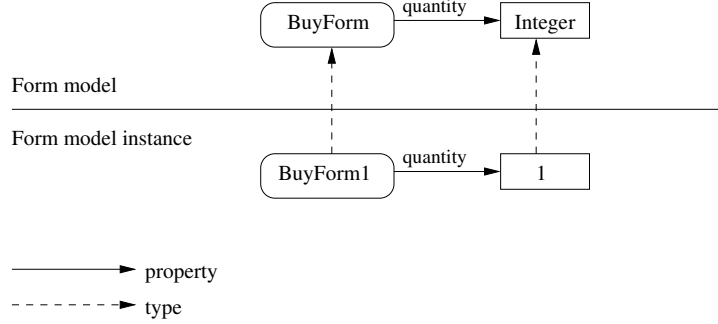 quantity
BuyForm
Integer
Form model
Form model instance
quantity
BuyForm1
1
property
type